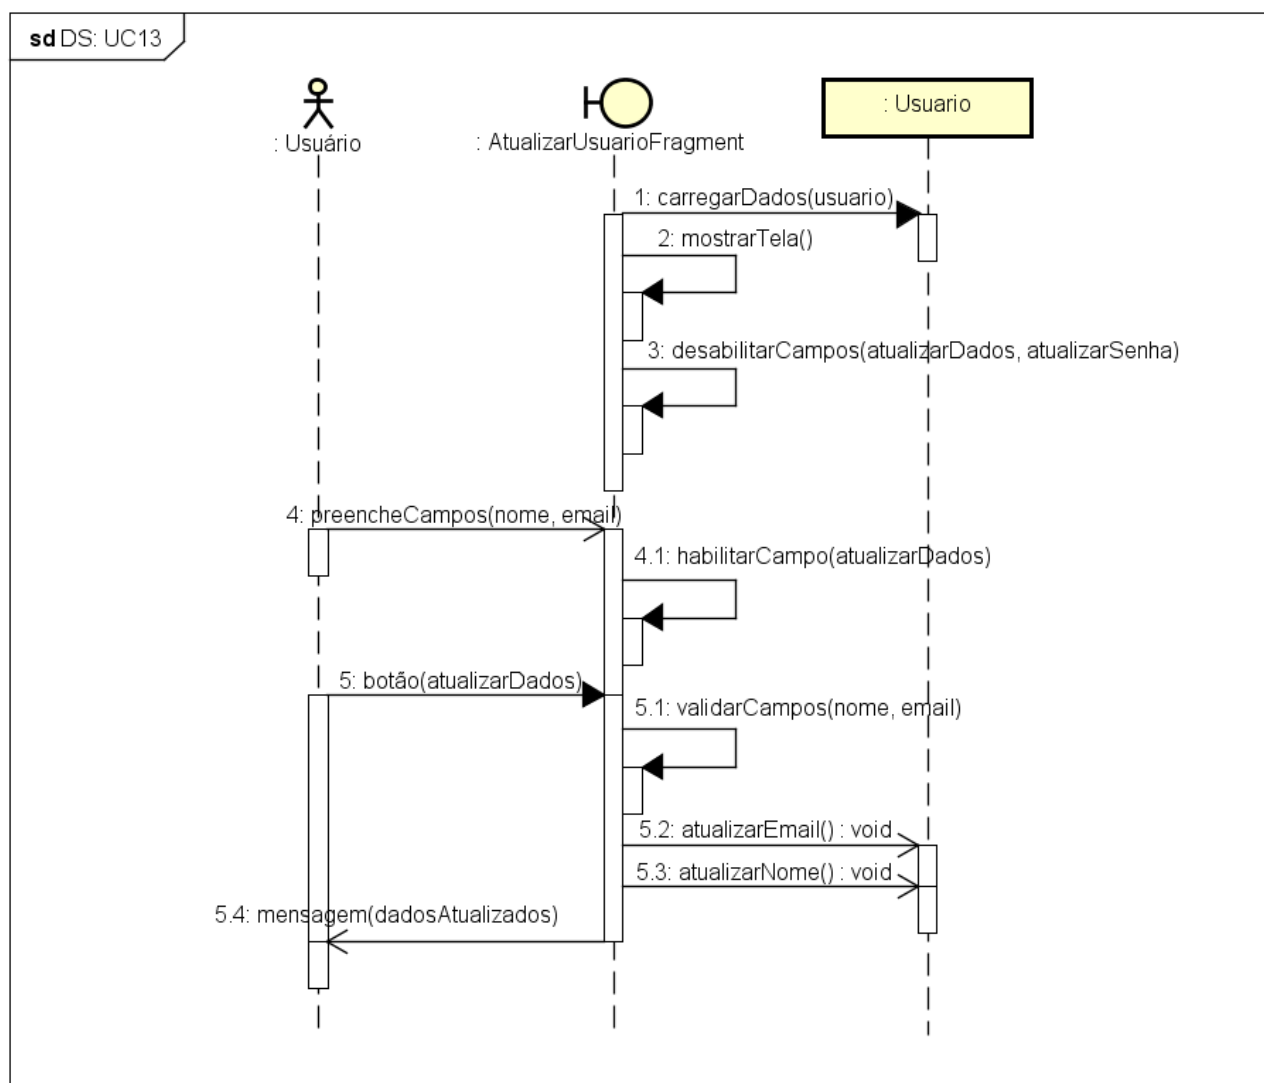 sd DS: UC13
: Usuário
: AtualizarUsuarioFragment
: Usuario
1: carregarDados(usuario)
2: mostrarTela()
3: desabilitarCampos(atualizarDados, atualizarSenha)
4: preencheCampos(nome, email)
4.1: habilitarCampo(atualizarDados)
5: botão(atualizarDados)
5.1: validarCampos(nome, email)
5.2: atualizarEmail() : void
5.3: atualizarNome() : void
5.4: mensagem(dadosAtualizados)